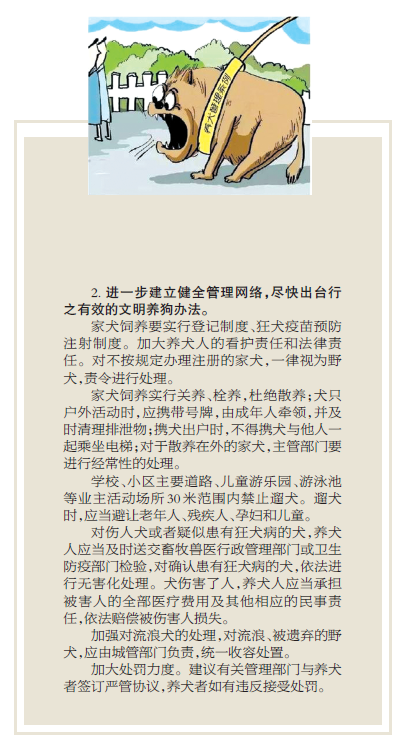 养犬管理条例
2. 进一步建立健全管理网络,尽快出台行
之有效的文明养狗办法。
家犬饲养要实行登记制度、狂犬疫苗预防
注射制度。加大养犬人的看护责任和法律责
任。对不按规定办理注册的家犬,一律视为野
犬,责令进行处理。
家犬饲养实行关养、栓养,杜绝散养;犬只
户外活动时,应携带号牌,由成年人牵领,并及
时清理排泄物;携犬出户时,不得携犬与他人一
起乘坐电梯;对于散养在外的家犬,主管部门要
进行经常性的处理。
学校、小区主要道路、儿童游乐园、游泳池
等业主活动场所30米范围内禁止遛犬。遛犬
时,应当避让老年人、残疾人、孕妇和儿童。
对伤人犬或者疑似患有狂犬病的犬,养犬
人应当及时送交畜牧兽医行政管理部门或卫生
防疫部门检验,对确认患有狂犬病的犬,依法进
行无害化处理。犬伤害了人,养犬人应当承担
被害人的全部医疗费用及其他相应的民事责
任,依法赔偿被伤害人损失。
加强对流浪犬的处理,对流浪、被遗弃的野
犬,应由城管部门负责,统一收容处置。
加大处罚力度。建议有关管理部门与养犬
者签订严管协议,养犬者如有违反接受处罚。